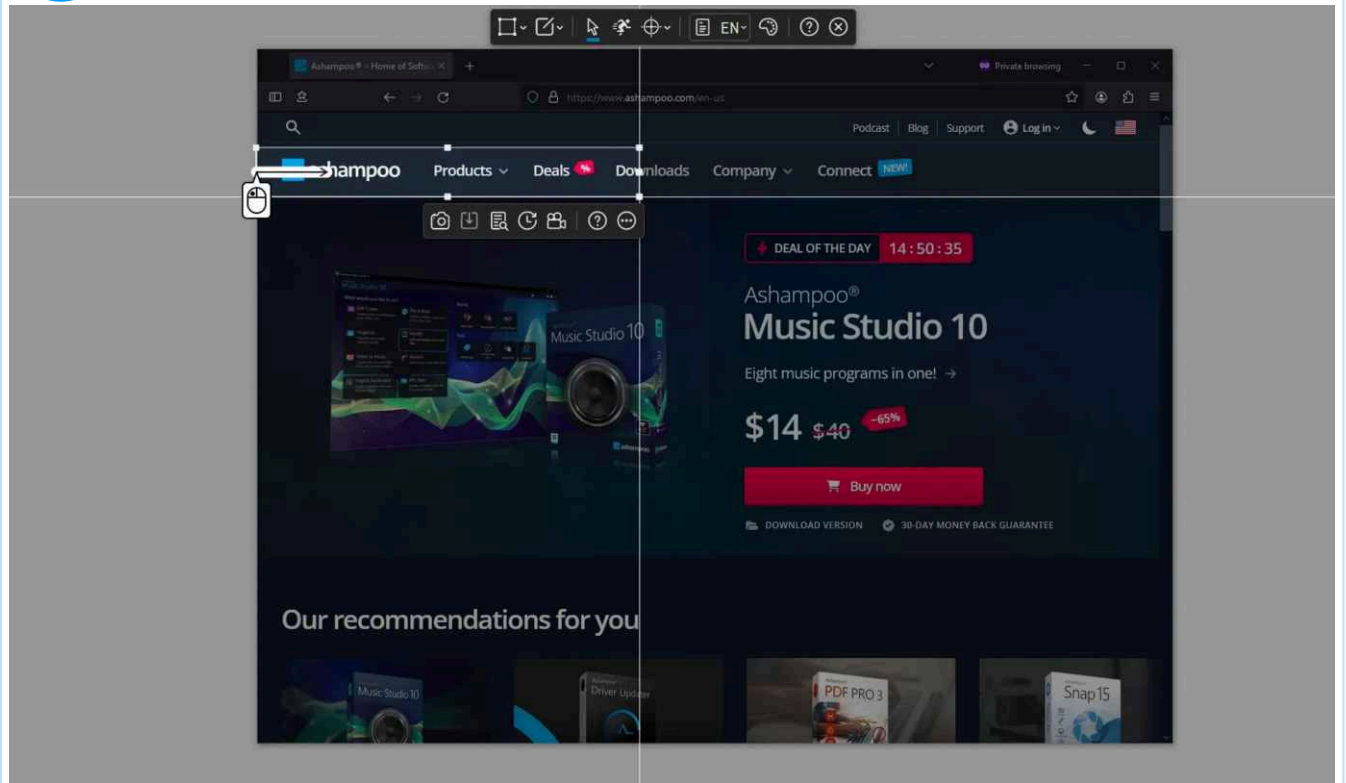 EN
Ashampoo® - Home of Softw
Private browsing
https://www.ashampoo.com/en-us
Podcast Blog Support Log in
ashampoo Products Deals % Downloads Company Connect NEW!
DEAL OF THE DAY 14:50:35
Ashampoo®
Music Studio 10
Eight music programs in one! →
$14 $40 -65%
Buy now
DOWNLOAD VERSION 30-DAY MONEY BACK GUARANTEE
Music Studio 10
Our recommendations for you
Music Studio 10
Driver Updater
PDF PRO 3
Snap 15